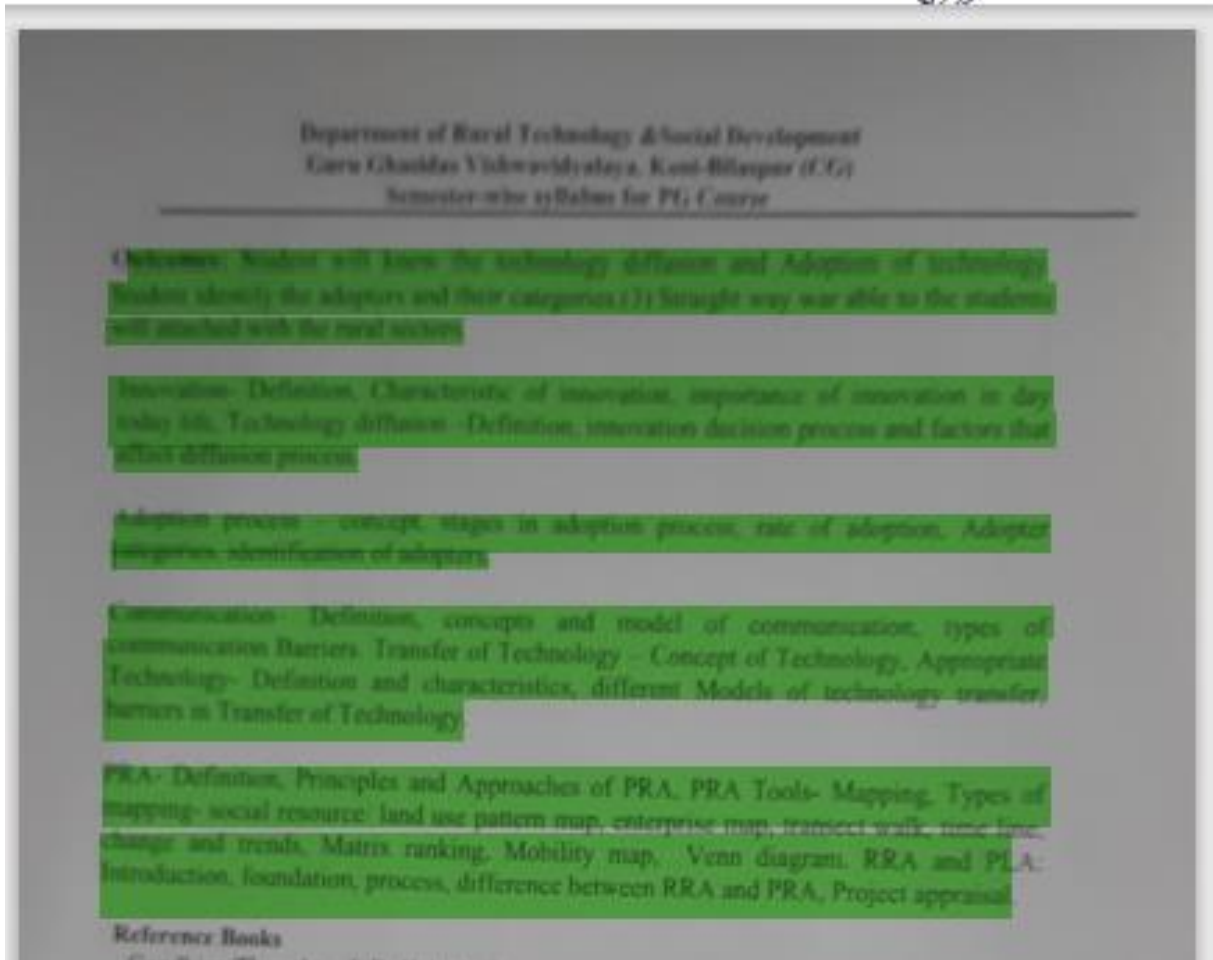 Department of Rural Technology &Social Development
Guru Ghasidas Vishwavidyalaya, Koni-Bilaspur (CG)
Semester-wise syllabus for PG Course
Outcomes: Student will know the technology diffusion and Adoption of technology
Student identify the adoptors and their categories.(3) Straight way war able to the students
will attached with the rural sectors.
Innovation- Definition, Characteristic of innovation, importance of innovation in day
today life, Technology diffusion -Definition, innovation decision process and factors that
affect diffusion process.
Adoption process - concept, stages in adoption process, rate of adoption, Adopter
categories, identification of adopters.
Communication- Definition, concepts and model of communication, types of
communication Barriers. Transfer of Technology - Concept of Technology, Appropriate
Technology- Definition and characteristics, different Models of technology transfer,
barriers in Transfer of Technology.
PRA- Definition, Principles and Approaches of PRA, PRA Tools- Mapping, Types of
mapping- social resource: land use pattern map, enterprise map, transect walk, time line,
change and trends, Matrix ranking, Mobility map, Venn diagram. RRA and PLA:
Introduction, foundation, process, difference between RRA and PRA, Project appraisal.
Reference Books